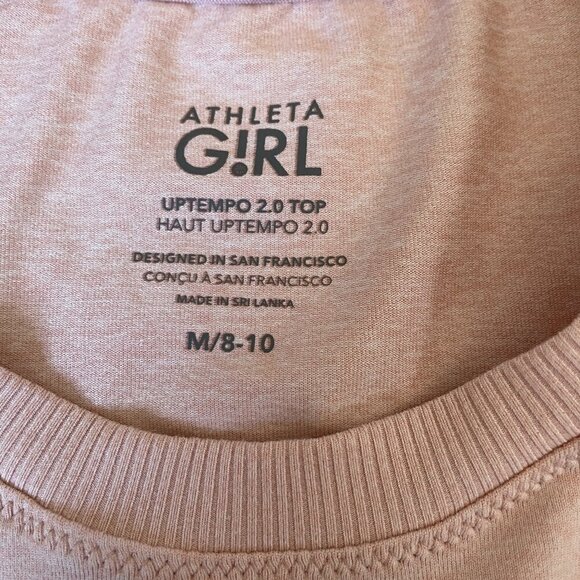 ATHLETA
G!RL
UPTEMPO 2.0 TOP
HAUT UPTEMPO 2.0
DESIGNED IN SAN FRANCISCO
CONÇU À SAN FRANCISCO
MADE IN SRI LANKA
M/8-10